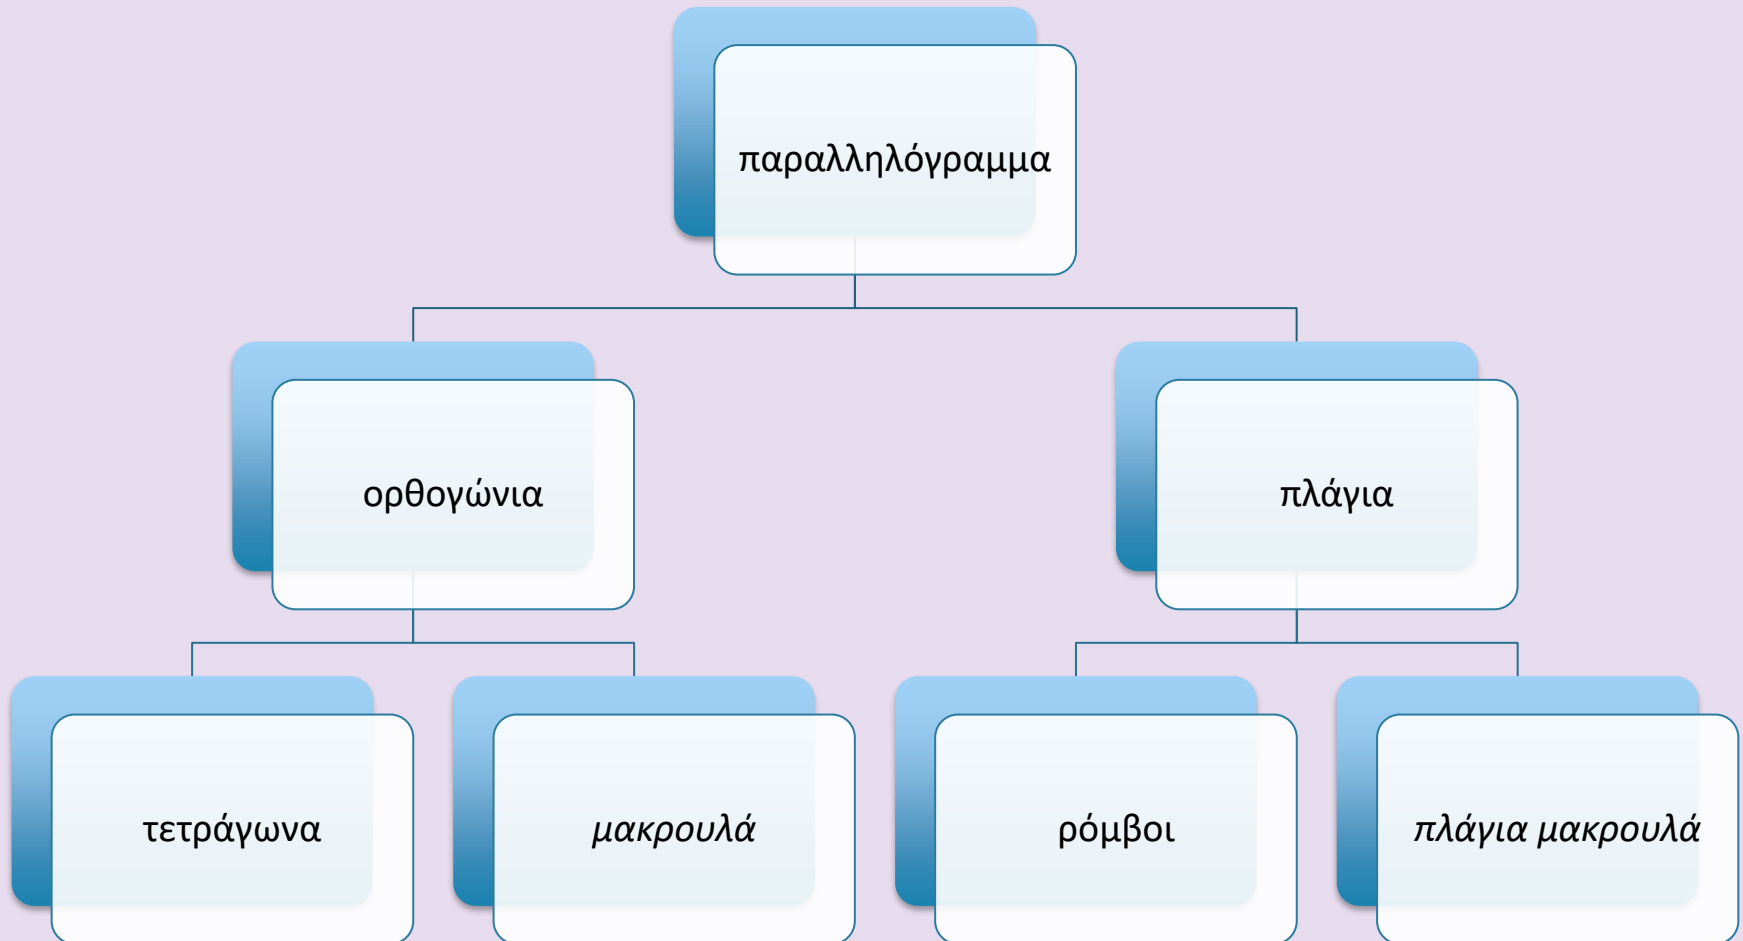 παραλληλόγραμμα
ορθογώνια
πλάγια
τετράγωνα
μακρουλά
ρόμβοι
πλάγια μακρουλά